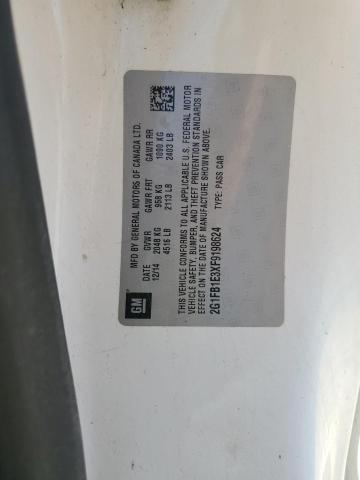 GM
MFD BY GENERAL MOTORS OF CANADA LTD.
DATE GVWR GAWR FRT GAWR RR
12/14 2048 KG 958 KG 1090 KG
4516 LB 2113 LB 2403 LB
THIS VEHICLE CONFORMS TO ALL APPLICABLE U.S. FEDERAL MOTOR
VEHICLE SAFETY, BUMPER, AND THEFT PREVENTION STANDARDS IN
EFFECT ON THE DATE OF MANUFACTURE SHOWN ABOVE.
2G1FB1E3XF9198624 TYPE: PASS CAR